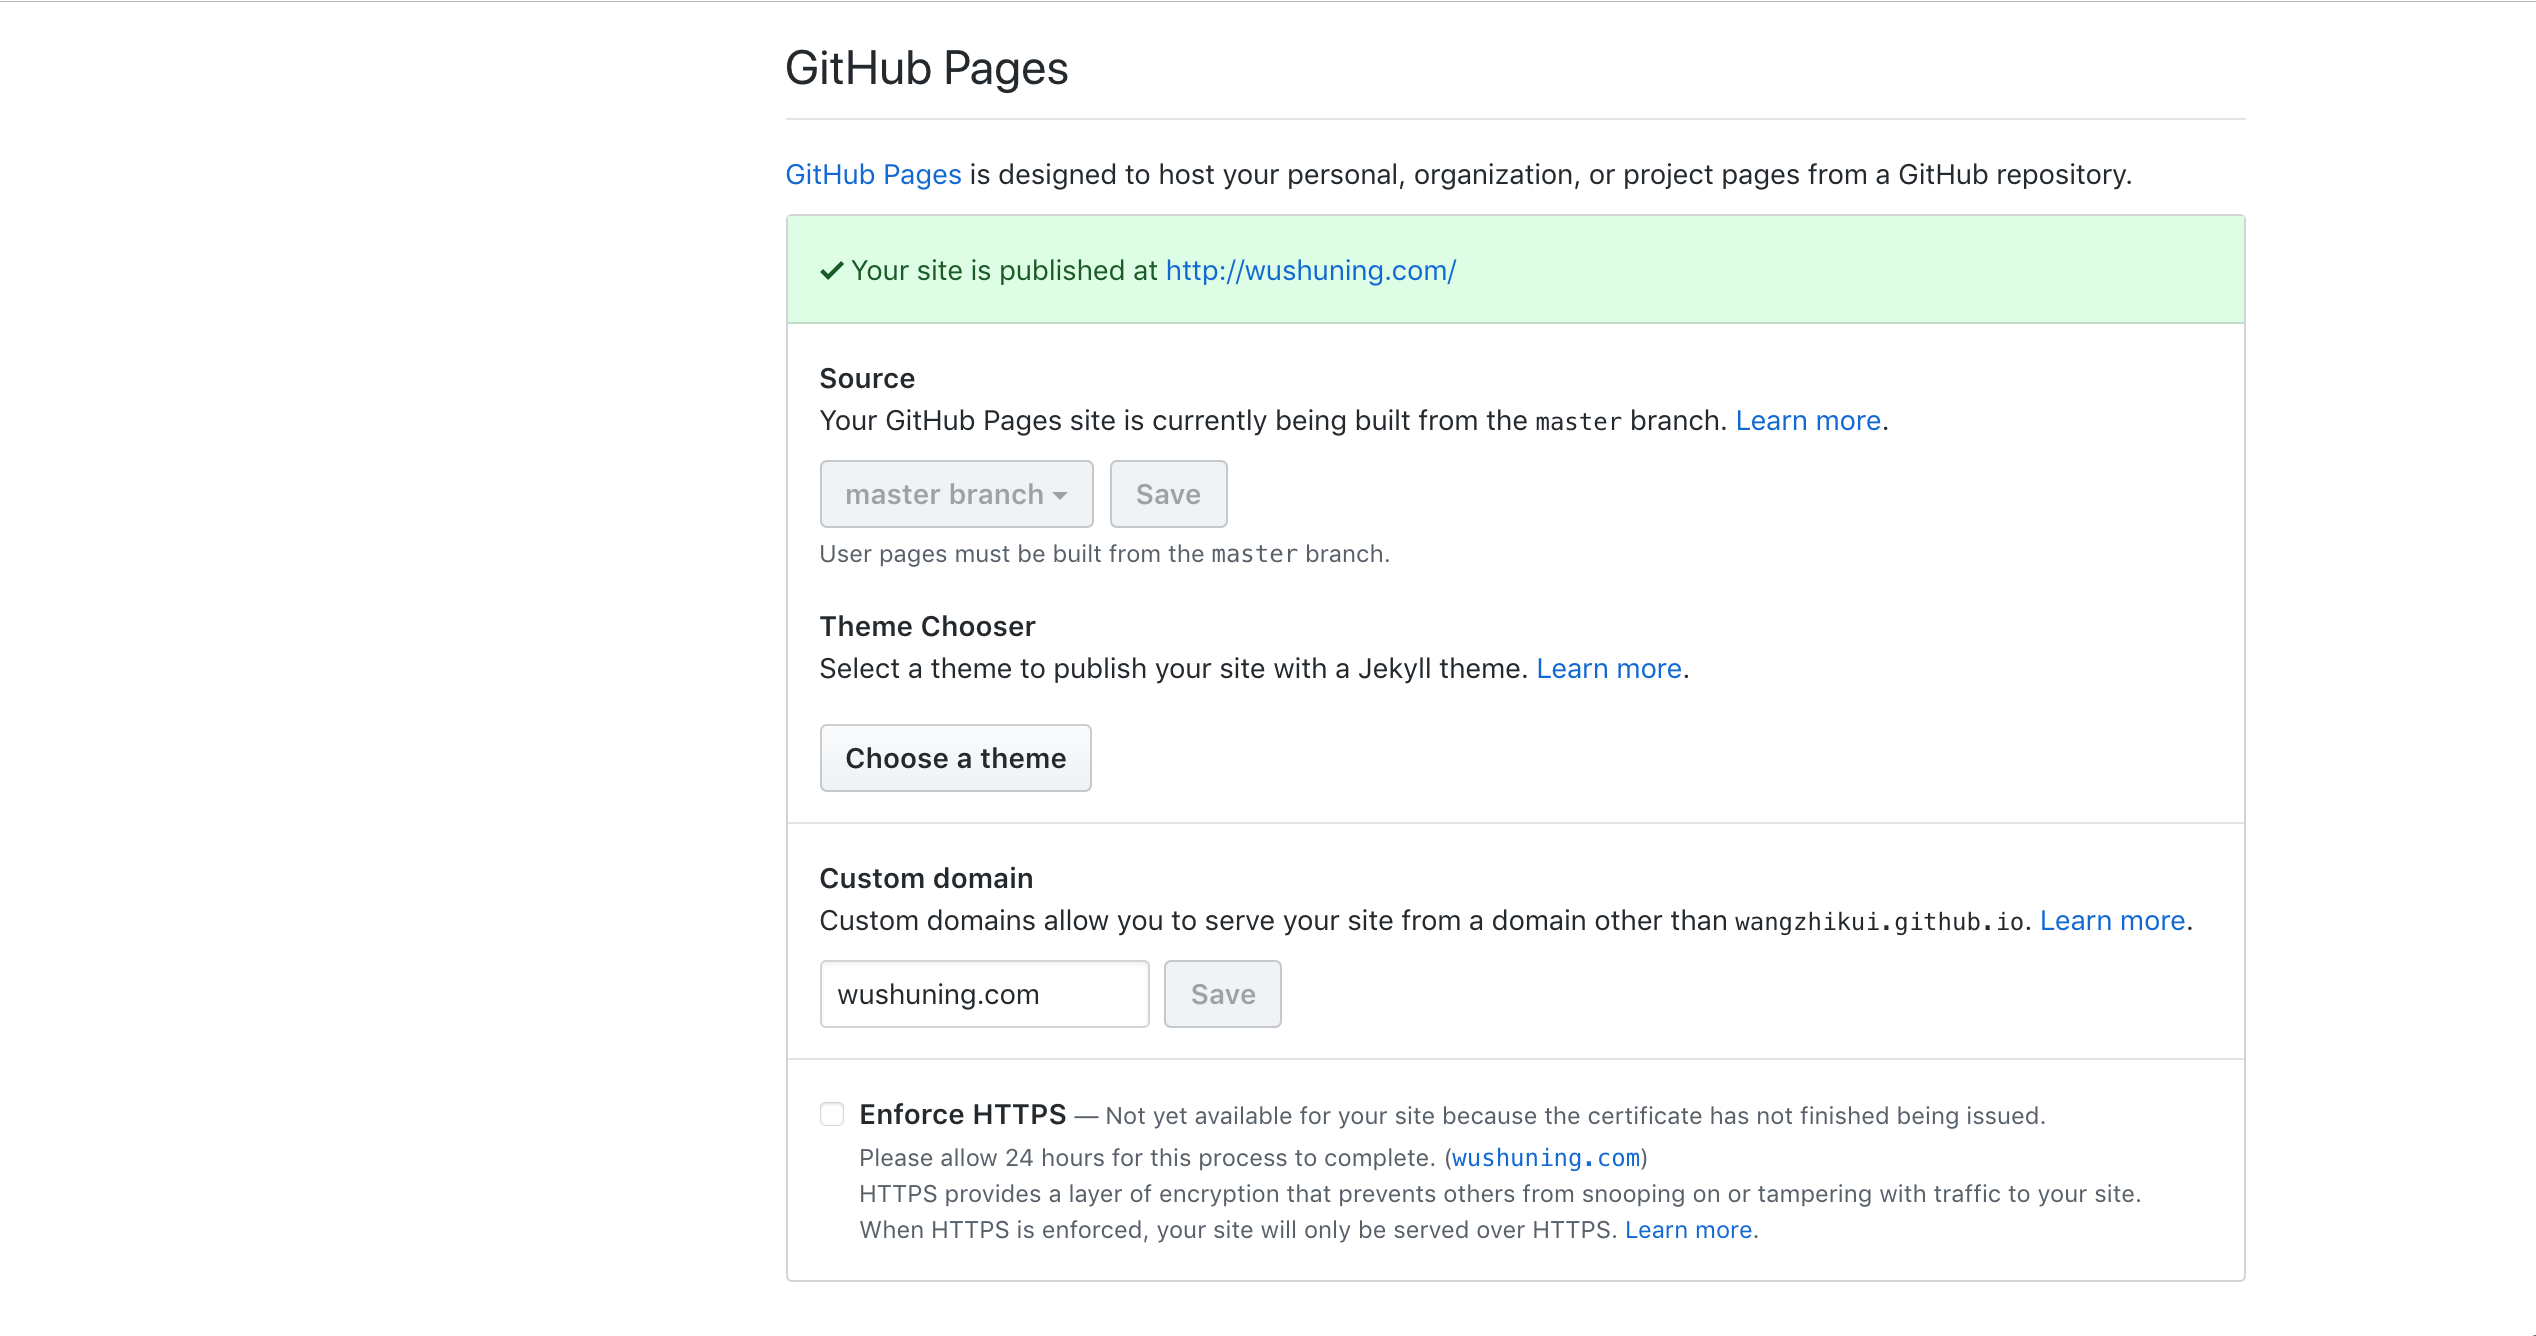 GitHub Pages
GitHub Pages is designed to host your personal, organization, or project pages from a GitHub repository.
Your site is published at http://wushuning.com/
Source
Your GitHub Pages site is currently being built from the master branch. Learn more.
master branch
Save
User pages must be built from the master branch.
Theme Chooser
Select a theme to publish your site with a Jekyll theme. Learn more.
Choose a theme
Custom domain
Custom domains allow you to serve your site from a domain other than wangzhikui.github.io. Learn more.
wushuning.com
Save
Enforce HTTPS — Not yet available for your site because the certificate has not finished being issued.
Please allow 24 hours for this process to complete. (wushuning.com)
HTTPS provides a layer of encryption that prevents others from snooping on or tampering with traffic to your site.
When HTTPS is enforced, your site will only be served over HTTPS. Learn more.